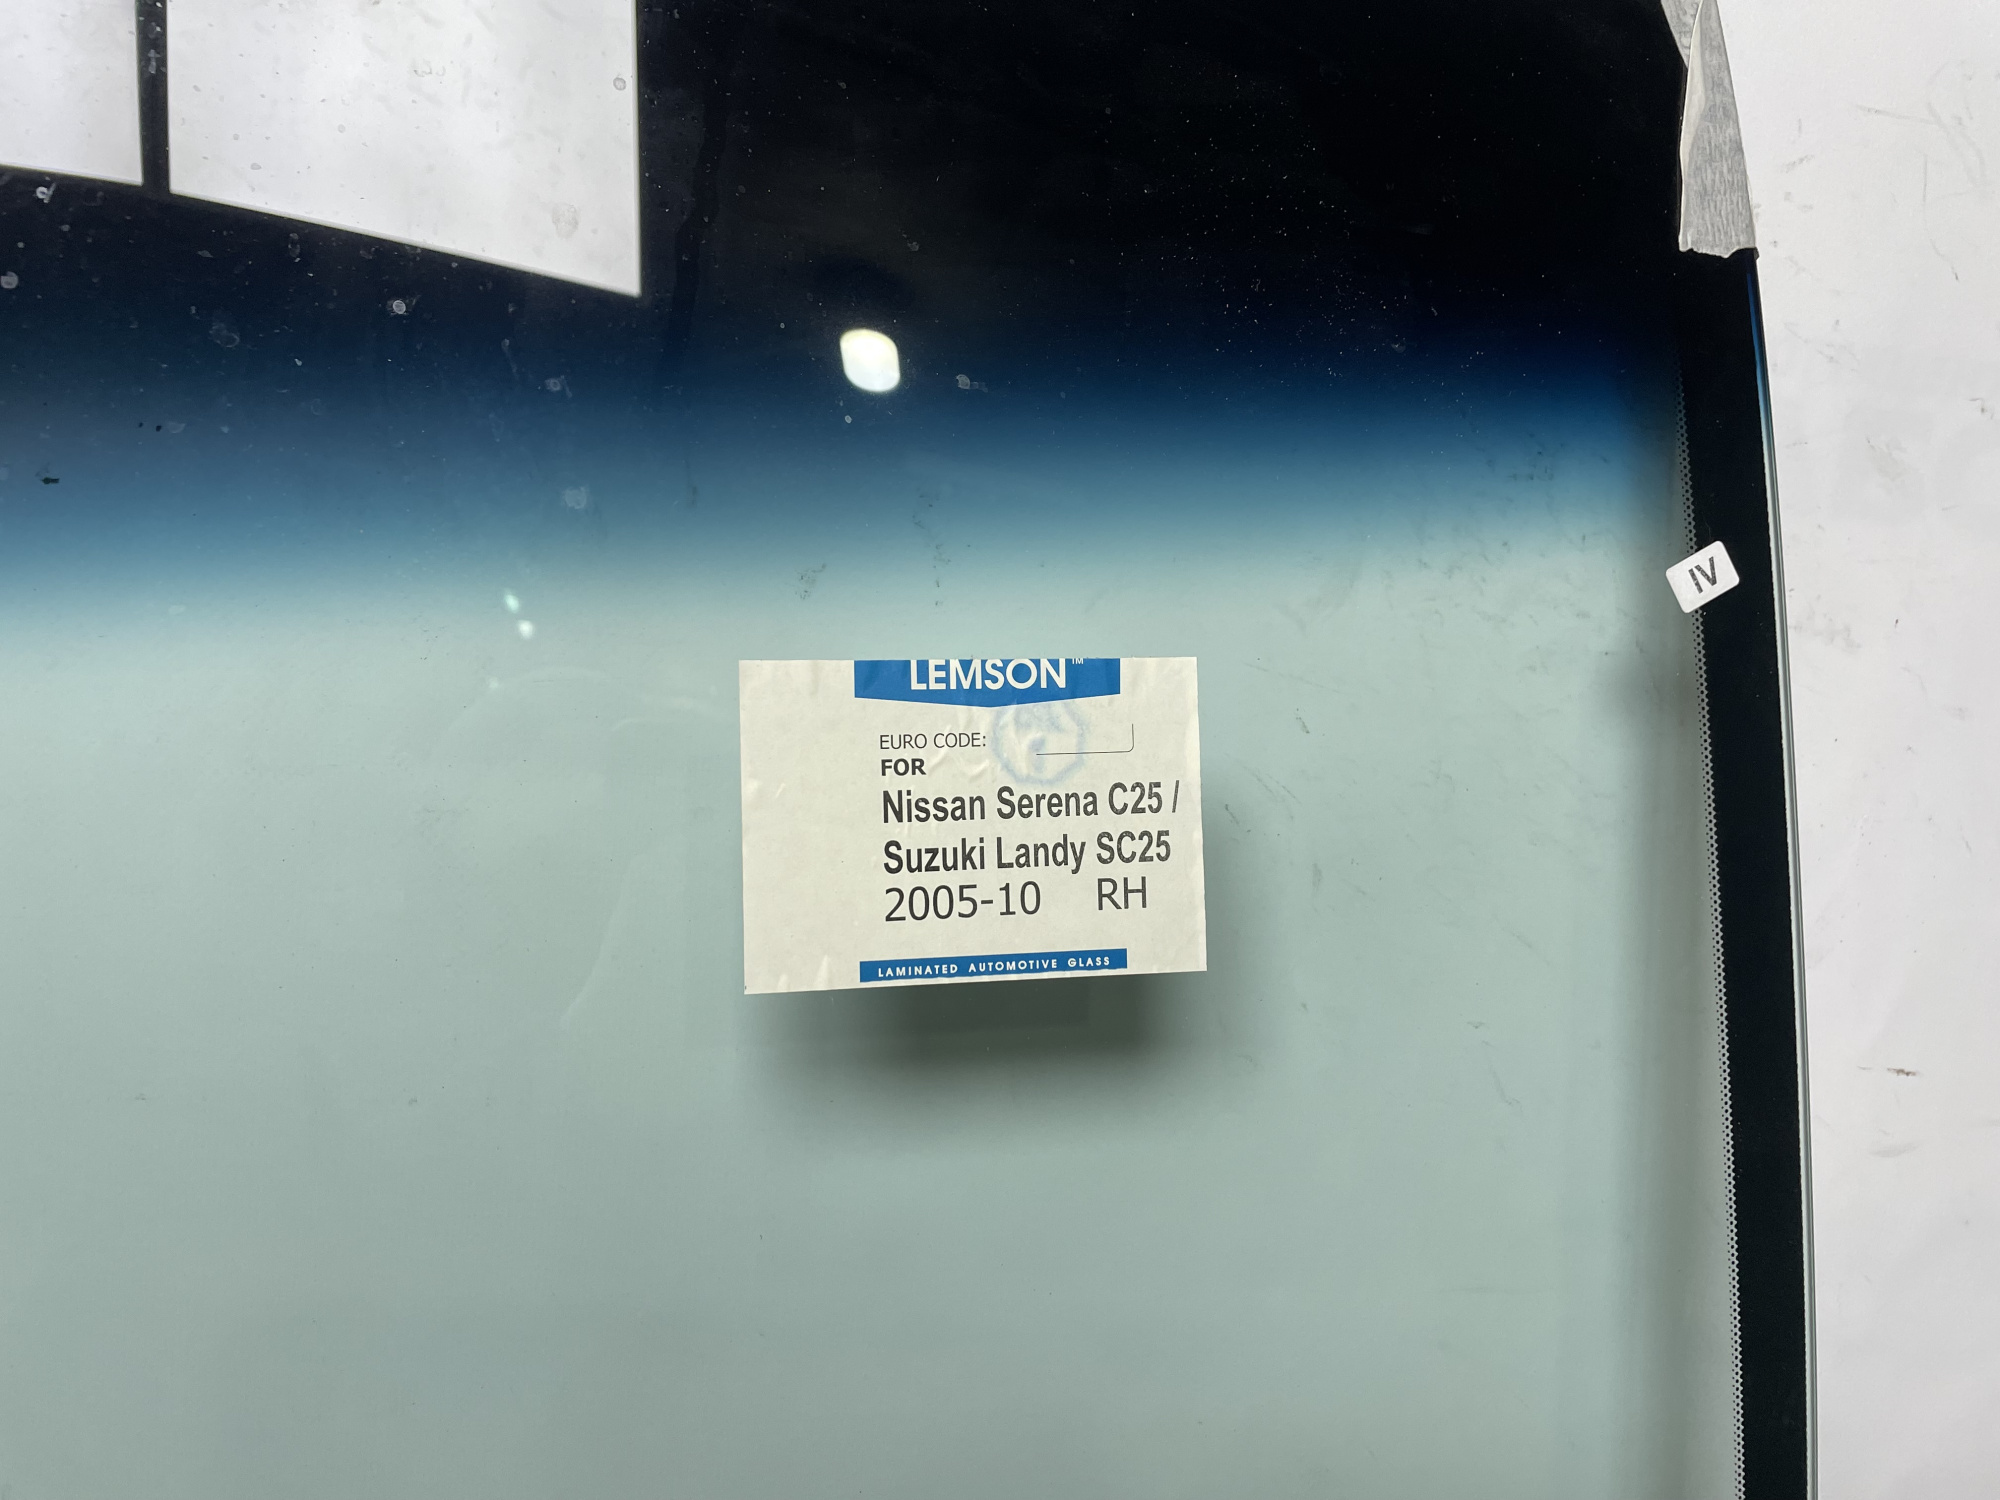 IV
LEMSON™
EURO CODE:
FOR
Nissan Serena C25 /
Suzuki Landy SC25
2005-10 RH
LAMINATED AUTOMOTIVE GLASS